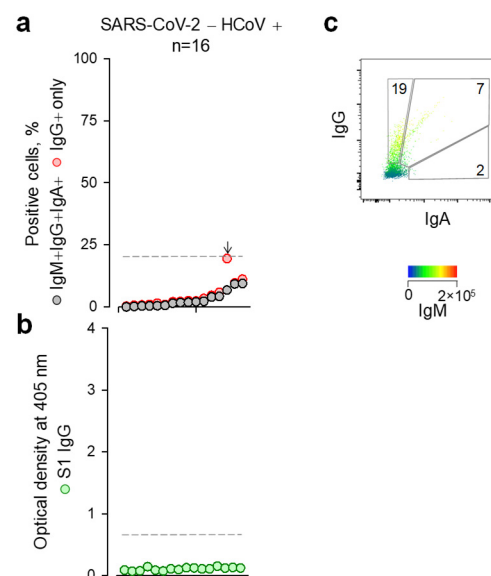 a
SARS-CoV-2 – HCoV +
n=16
Positive cells, %
IgM+IgG+IgA+ IgG+ only
100
75
50
25
0
b
Optical density at 405 nm
S1 IgG
4
3
2
1
0
c
19
7
2
IgG
IgA
0 2×10⁵
IgM